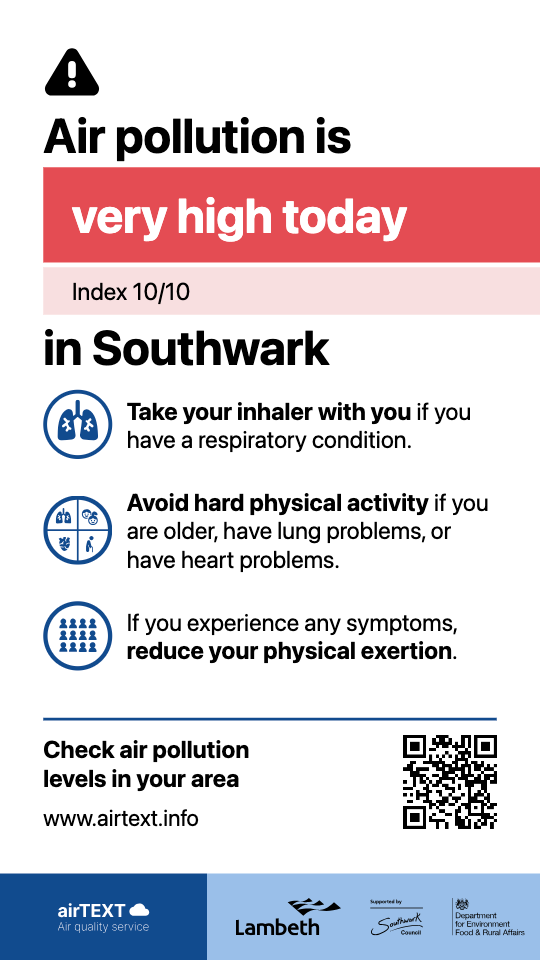 Air pollution is
very high today
Index 10/10
in Southwark
Take your inhaler with you if you
have a respiratory condition.
Avoid hard physical activity if you
are older, have lung problems, or
have heart problems.
If you experience any symptoms,
reduce your physical exertion.
Check air pollution
levels in your area
www.airtext.info
airTEXT
Air quality service
Lambeth
Supported by
Southwark
Council
Department
for Environment
Food & Rural Affairs